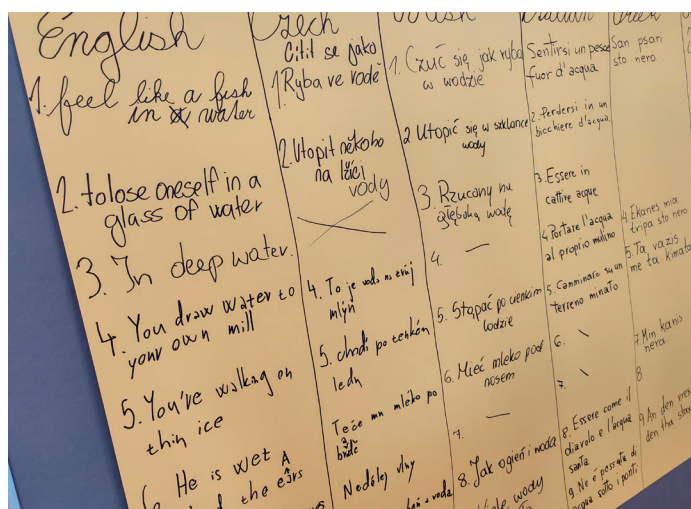 English
1. feel like a fish
in water
2. to lose oneself in a
glass of water
3. In deep water.
4. You draw water to
your own mill
5. You're walking on
thin ice
He is wet
the ears
Czech
Cítit se jako
1 Ryba ve vodě
2. Utopit někoho
na lžíci
vody
4. To je voda na tvůj
mlýn
5. chodí po tenkém
ledu
Teče mu mléko po
bradě
Nedělej vlny
1. Czuć się jak ryba
w wodzie
2 Utopić się w szklance
wody
3. Rzucony na
głęboką wodę
4. —
5. Stąpać po cienkim
lodzie
6. Mieć mleko pod
nosem
7. —
8. Jak ogień i woda
wody
Sentirsi un pesce
fuor d'acqua
2. Perdersi in un
bicchiere d'acqua
3. Essere in
cattive acque
4. Portare l'acqua
al proprio mulino
5. Camminare su un
terreno minato
6. \
7. \
8. Essere come il
diavolo e l'acqua
santa
9. Ne è passata di
acqua sotto i ponti
San psari
sto nero
4. Ekanes mia
tripa sto nero
5. Ta vazis
me ta kimata
7. Min kanis
nera
8
9. An den
den tha